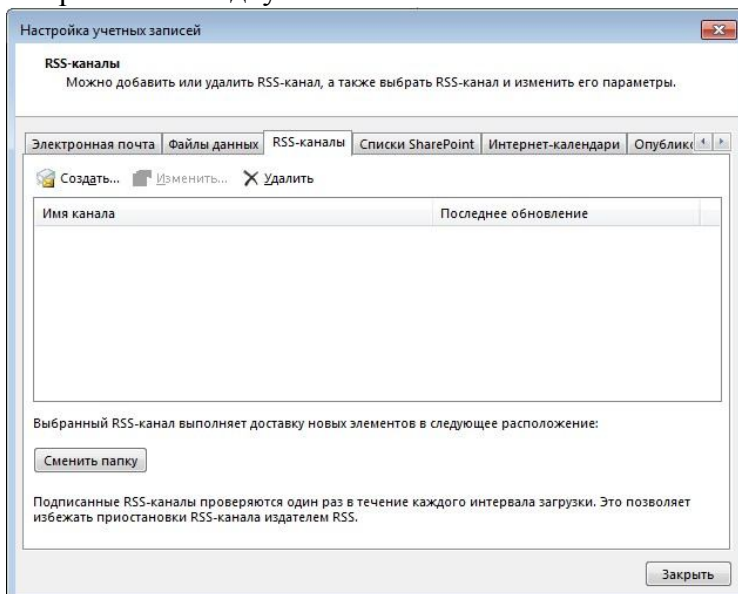 Настройка учетных записей
RSS-каналы
Можно добавить или удалить RSS-канал, а также выбрать RSS-канал и изменить его параметры.
Электронная почта Файлы данных RSS-каналы Списки SharePoint Интернет-календари Опублик
Создать... Изменить... Удалить
Имя канала Последнее обновление
Выбранный RSS-канал выполняет доставку новых элементов в следующее расположение:
Сменить папку
Подписанные RSS-каналы проверяются один раз в течение каждого интервала загрузки. Это позволяет
избежать приостановки RSS-канала издателем RSS.
Закрыть